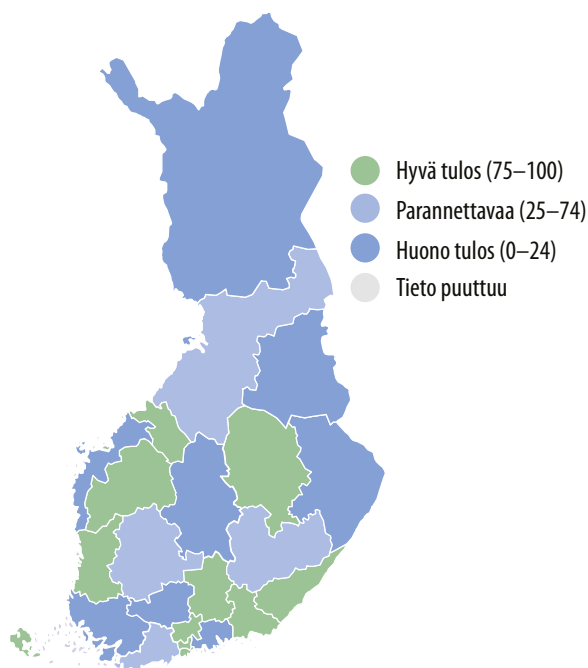 Hyvä tulos (75–100)
Parannettavaa (25–74)
Huono tulos (0–24)
Tieto puuttuu